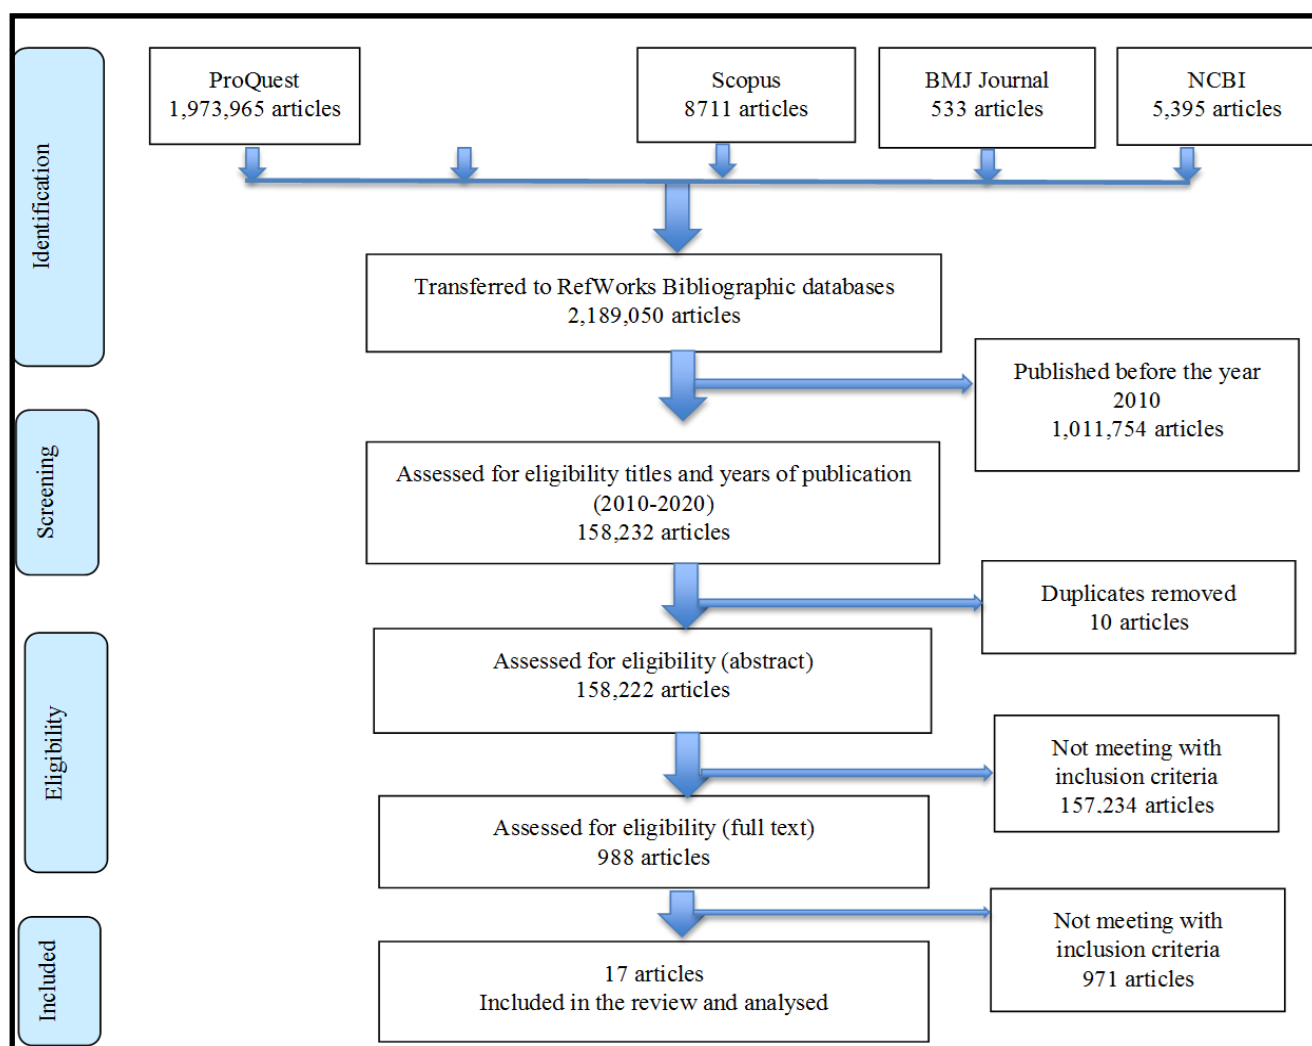 Identification
ProQuest
1,973,965 articles
Scopus
8711 articles
BMJ Journal
533 articles
NCBI
5,395 articles
Transferred to RefWorks Bibliographic databases
2,189,050 articles
Published before the year
2010
1,011,754 articles
Screening
Assessed for eligibility titles and years of publication
(2010-2020)
158,232 articles
Duplicates removed
10 articles
Eligibility
Assessed for eligibility (abstract)
158,222 articles
Not meeting with
inclusion criteria
157,234 articles
Assessed for eligibility (full text)
988 articles
Not meeting with
inclusion criteria
971 articles
Included
17 articles
Included in the review and analysed